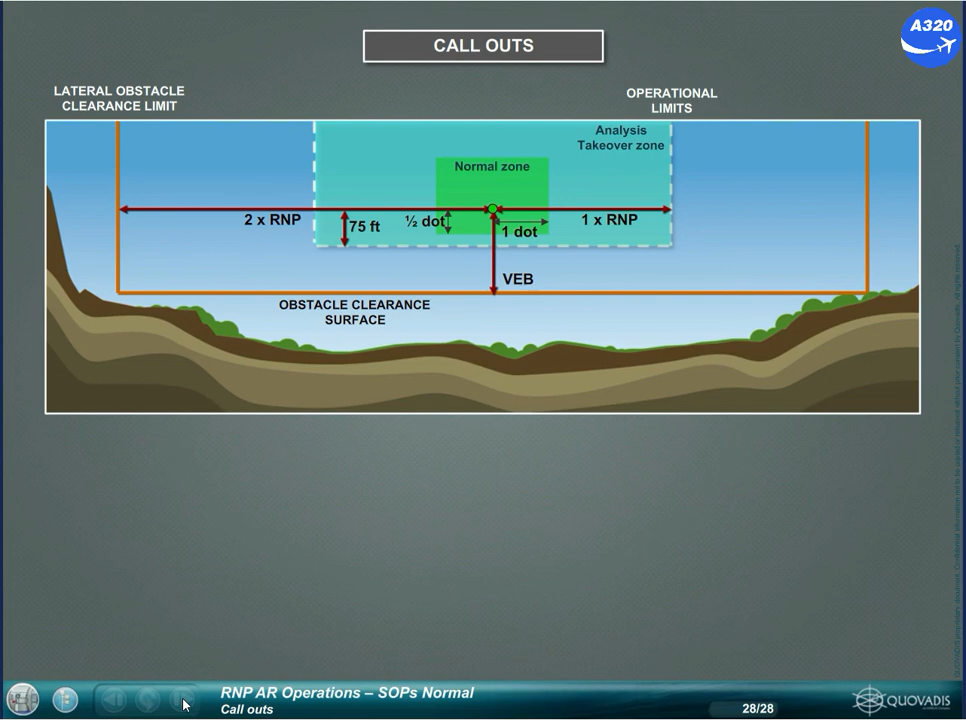 A320
CALL OUTS
LATERAL OBSTACLE
CLEARANCE LIMIT
OPERATIONAL
LIMITS
Analysis
Takeover zone
Normal zone
2 x RNP
75 ft
½ dot
1 dot
1 x RNP
VEB
OBSTACLE CLEARANCE
SURFACE
RNP AR Operations – SOPs Normal
Call outs
28/28
QUOVADIS